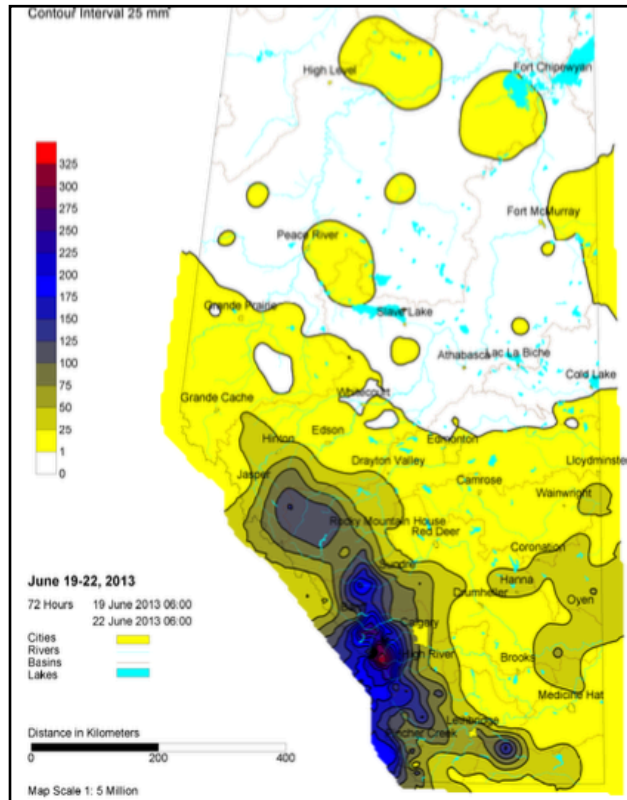 Contour Interval 25 mm
High Level
Fort Chipewyan
325
300
275
225
200
175
150
125
100
75
50
25
1
0
Fort McMurray
Peace River
Grande Prairie
Slave Lake
Athabasca
Lac La Biche
Cold Lake
Whitecourt
Grande Cache
Hinton
Edson
Edmonton
Drayton Valley
Lloydminster
Jasper
Camrose
Wainwright
Rocky Mountain House
Red Deer
Coronation
Sundre
Hanna
Drumheller
Oyen
Calgary
High River
Brooks
Medicine Hat
Lethbridge
Pincher Creek
June 19-22, 2013
72 Hours 19 June 2013 06:00
22 June 2013 06:00
Cities
Rivers
Basins
Lakes
Distance in Kilometers
0 200 400
Map Scale 1: 5 Million